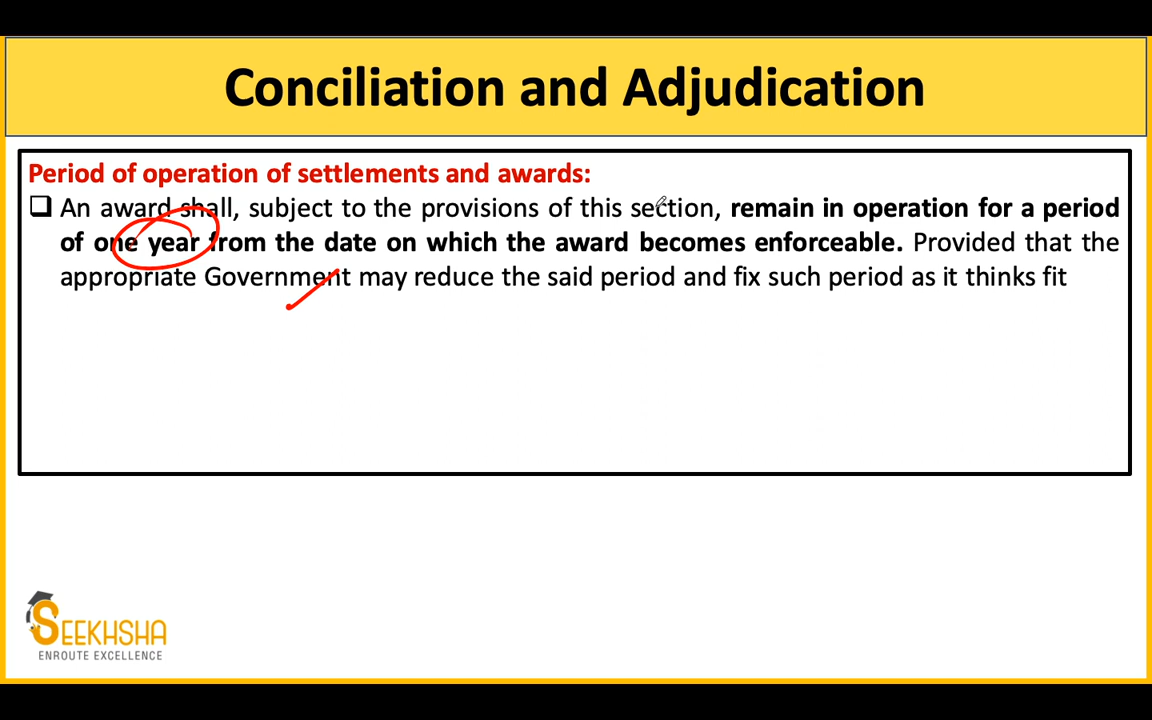 Conciliation and Adjudication
Period of operation of settlements and awards:
❑ An award shall, subject to the provisions of this section, remain in operation for a period
of one year from the date on which the award becomes enforceable. Provided that the
appropriate Government may reduce the said period and fix such period as it thinks fit
SEEKHSHA
ENROUTE EXCELLENCE